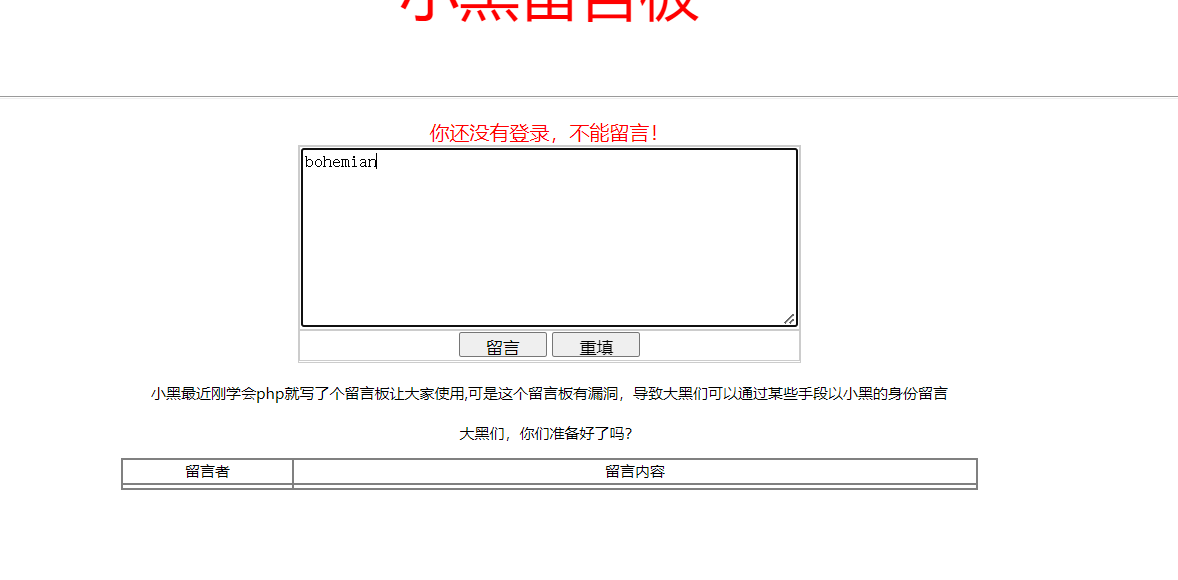 小黑留言板
你还没有登录，不能留言！
bohemian
留言 重填
小黑最近刚学会php就写了个留言板让大家使用,可是这个留言板有漏洞，导致大黑们可以通过某些手段以小黑的身份留言
大黑们，你们准备好了吗?
留言者 留言内容